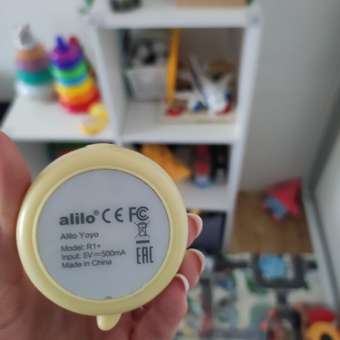 alilo® CE FC
Alilo Yoyo
Model: R1+
Input: 5V⎓500mA
Made in China
EAC